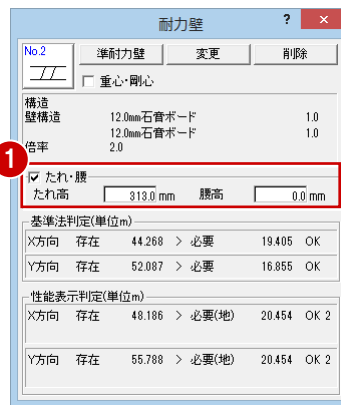 耐力壁 ? ×
No.2 準耐力壁 変更 削除
重心・剛心
構造
壁構造 12.0mm石音ボード 1.0
12.0mm石音ボード 1.0
倍率 2.0
1
たれ・腰
たれ高 313.0 mm 腰高 0.0 mm
基準法判定(単位m)
X方向 存在 44.268 > 必要 19.405 OK
Y方向 存在 52.087 > 必要 16.855 OK
性能表示判定(単位m)
X方向 存在 48.186 > 必要(地) 20.454 OK 2
Y方向 存在 55.788 > 必要(地) 20.454 OK 2